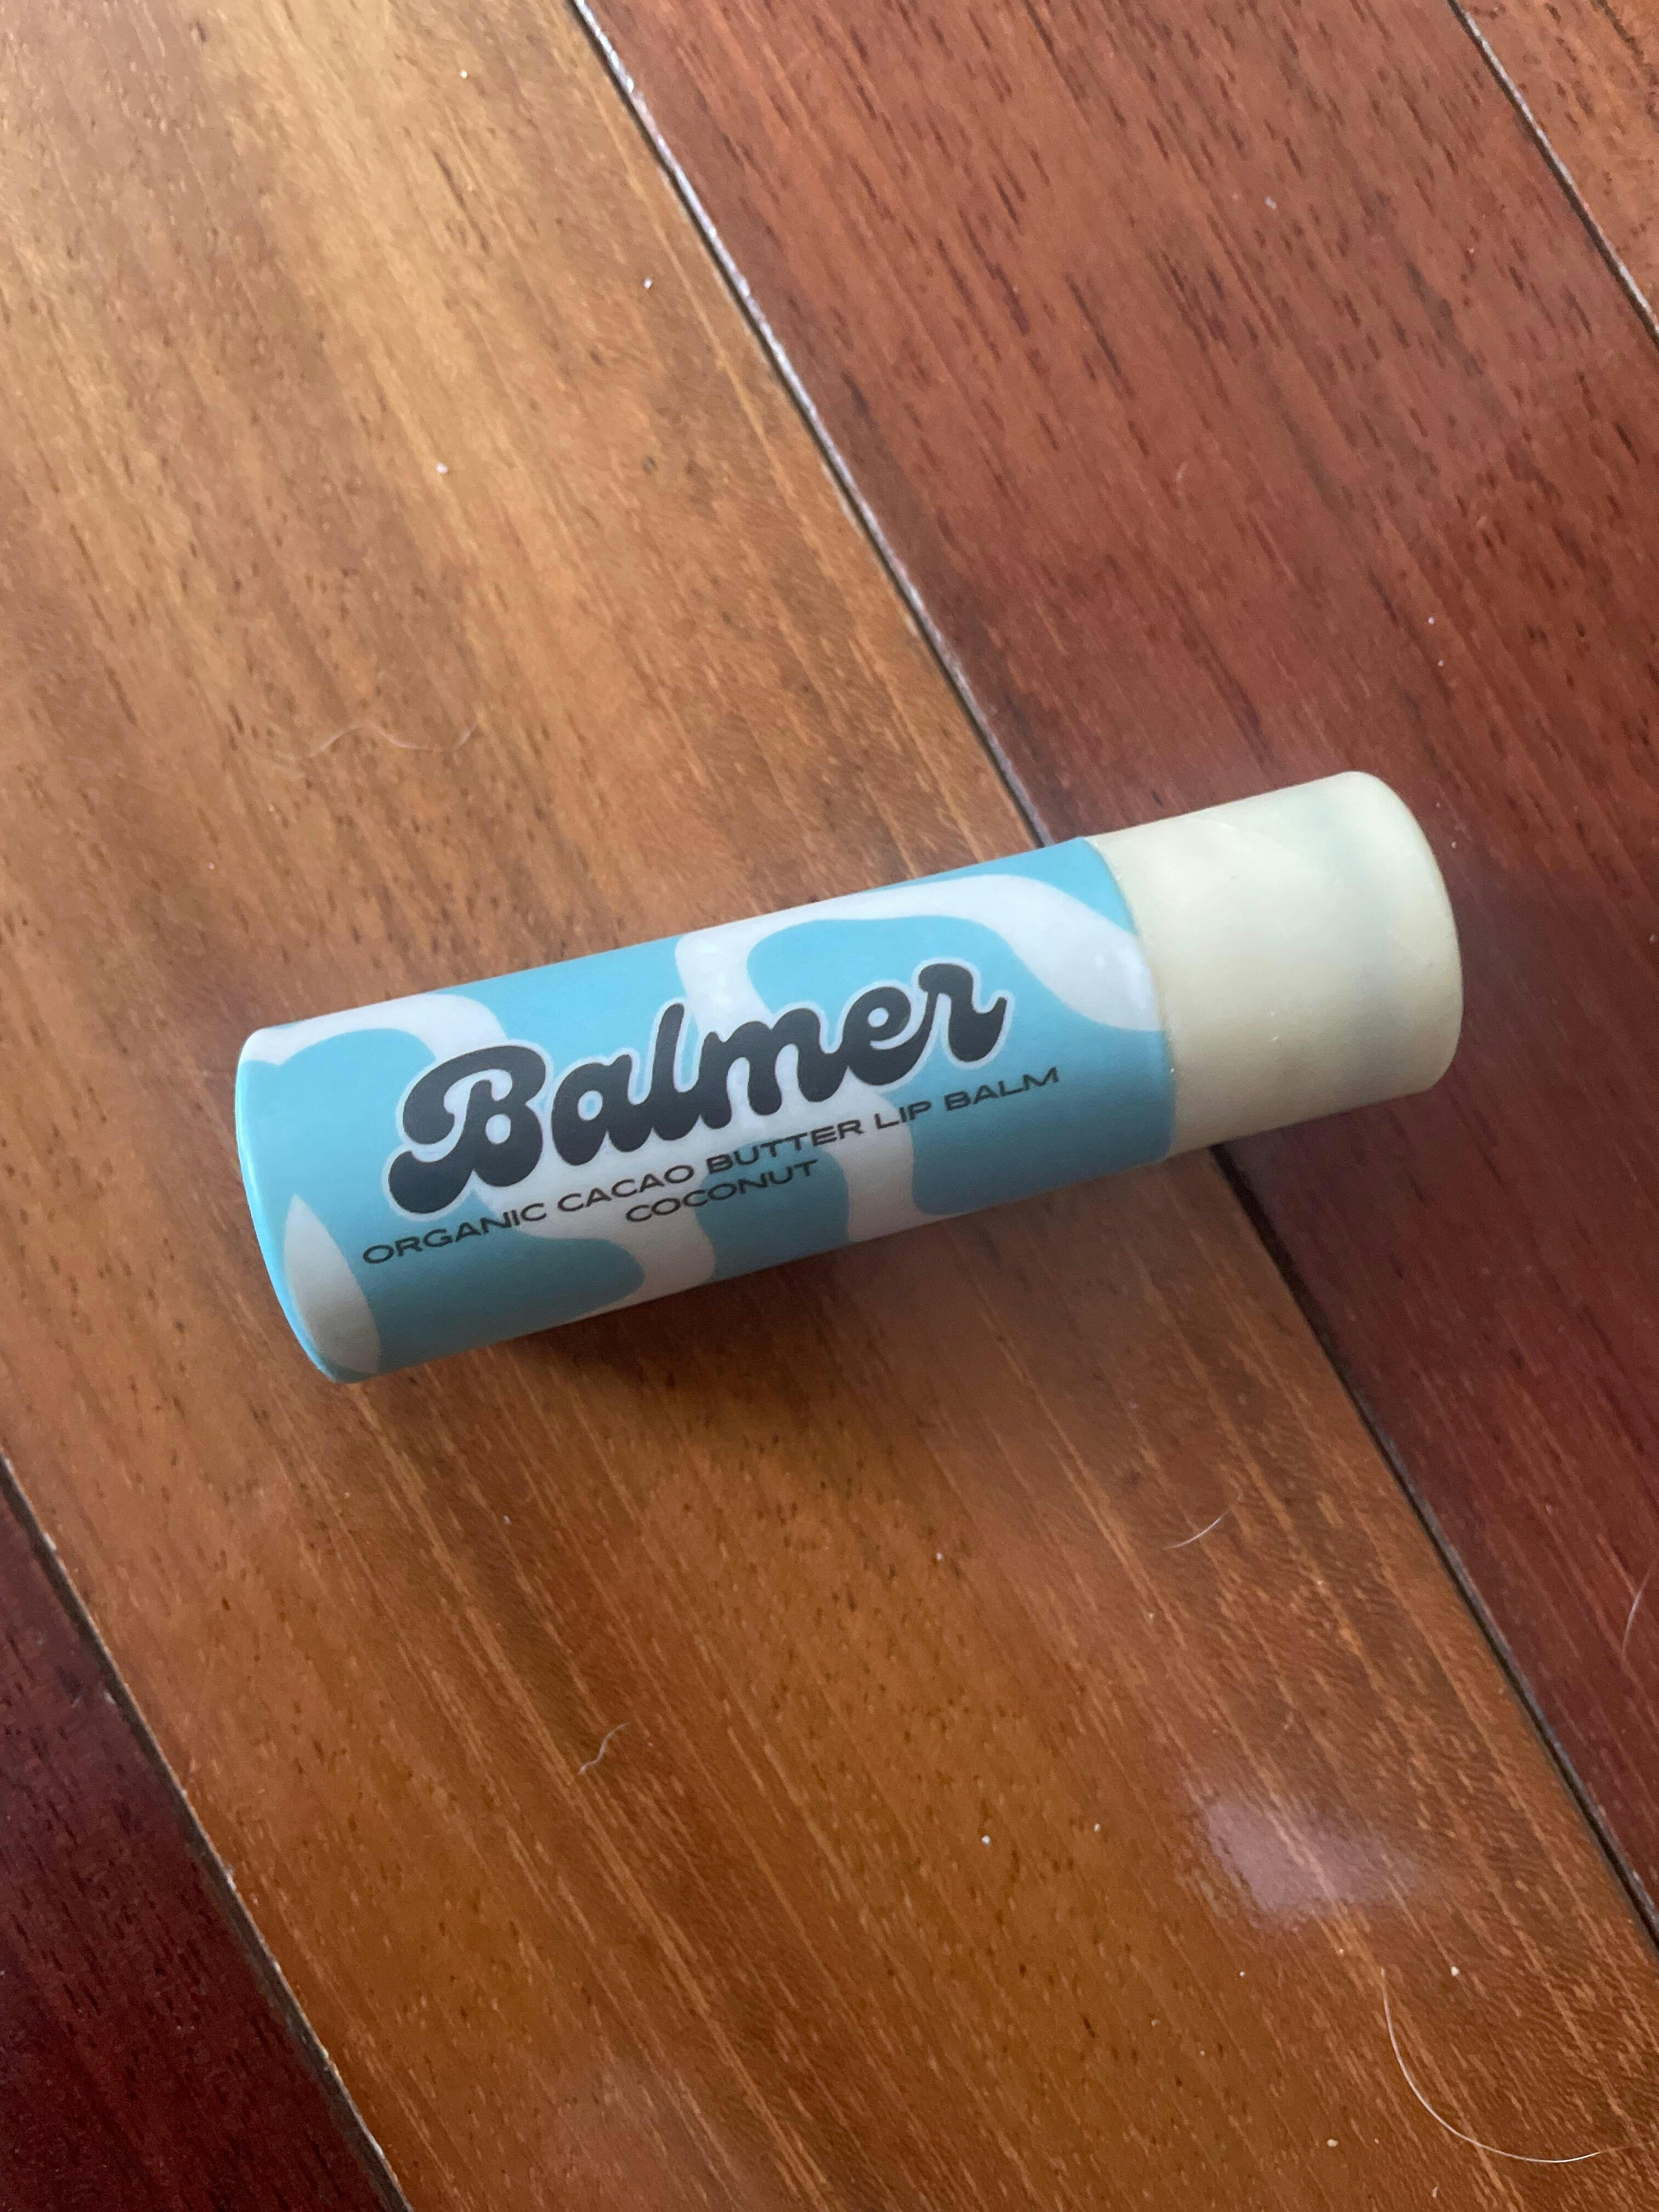 Balmer
ORGANIC CACAO BUTTER LIP BALM
COCONUT